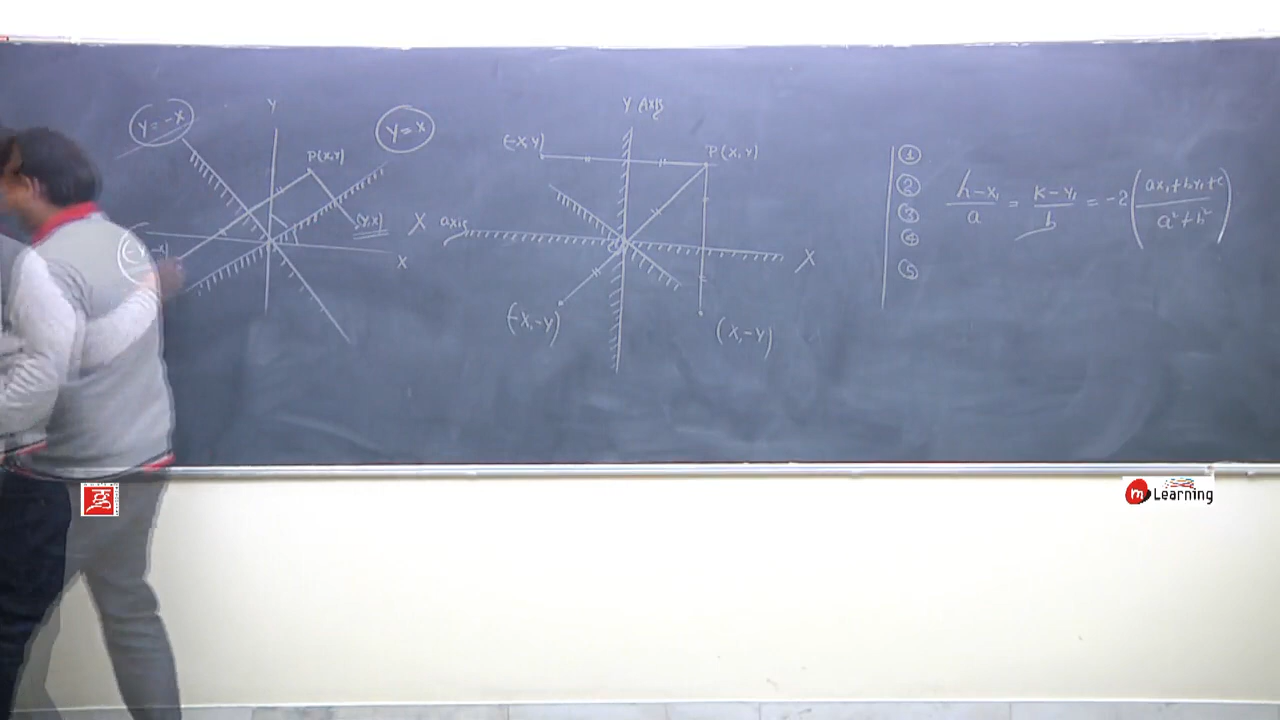 y = -x
Y
y = x
P(x,y)
(y,x)
X
Y Axis
(-x,y)
P(x,y)
X axis
X
(-x,-y)
(x,-y)
①
②
③
④
⑤
h-x₁/a = k-y₁/b = -2(ax₁+by₁+c/a²+b²)
m Learning